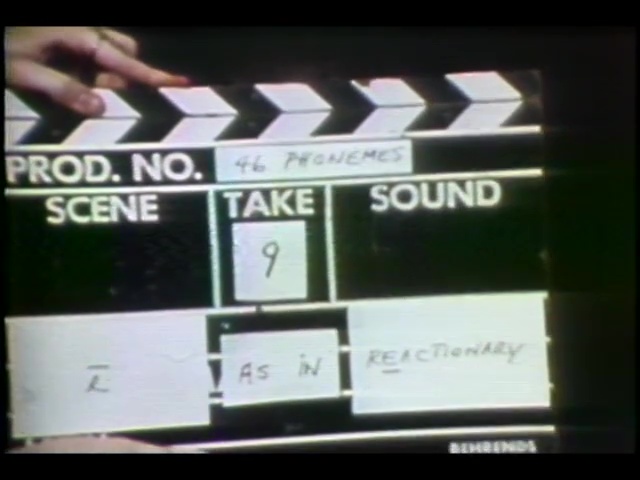 PROD. NO. 46 PHONEMES
SCENE TAKE SOUND
9
ē AS IN REACTIONARY
BEHRENDS